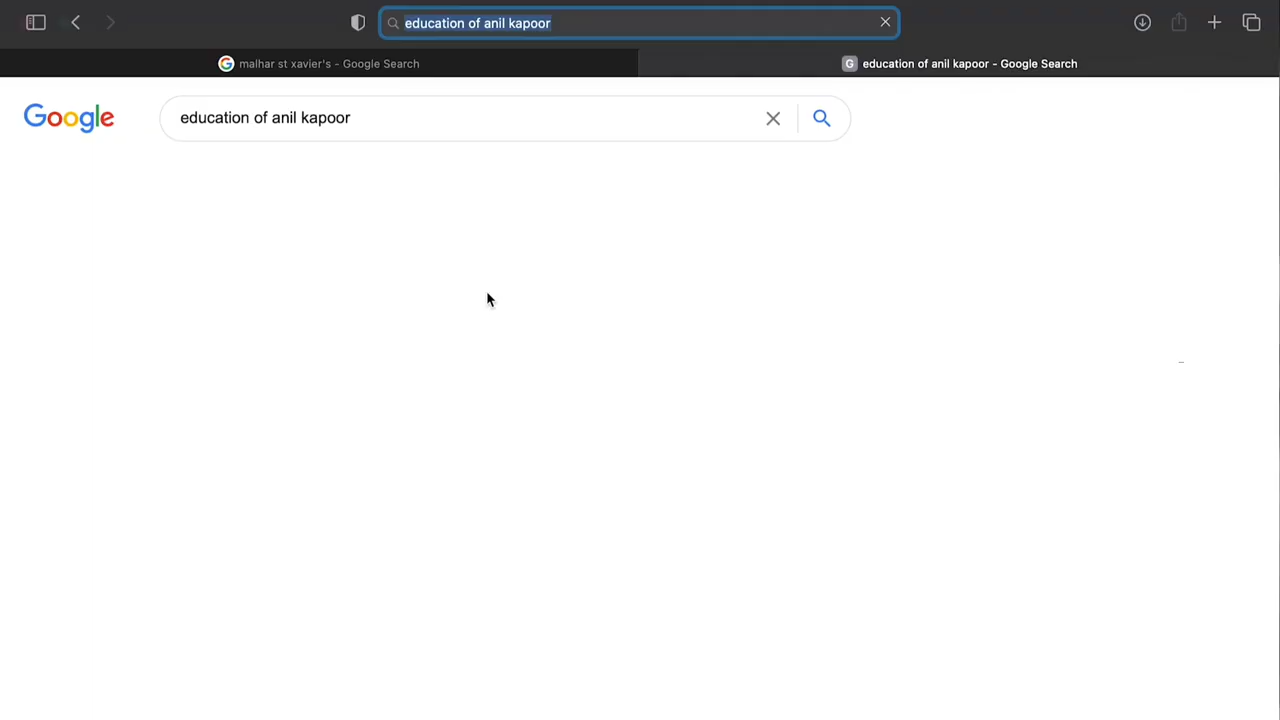 education of anil kapoor
malhar st xavier's - Google Search
G education of anil kapoor - Google Search
Google
education of anil kapoor